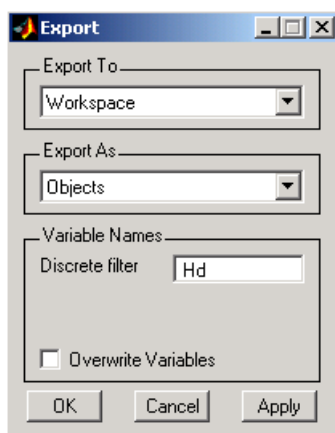 Export
Export To
Workspace
Export As
Objects
Variable Names
Discrete filter Hd
Overwrite Variables
OK Cancel Apply